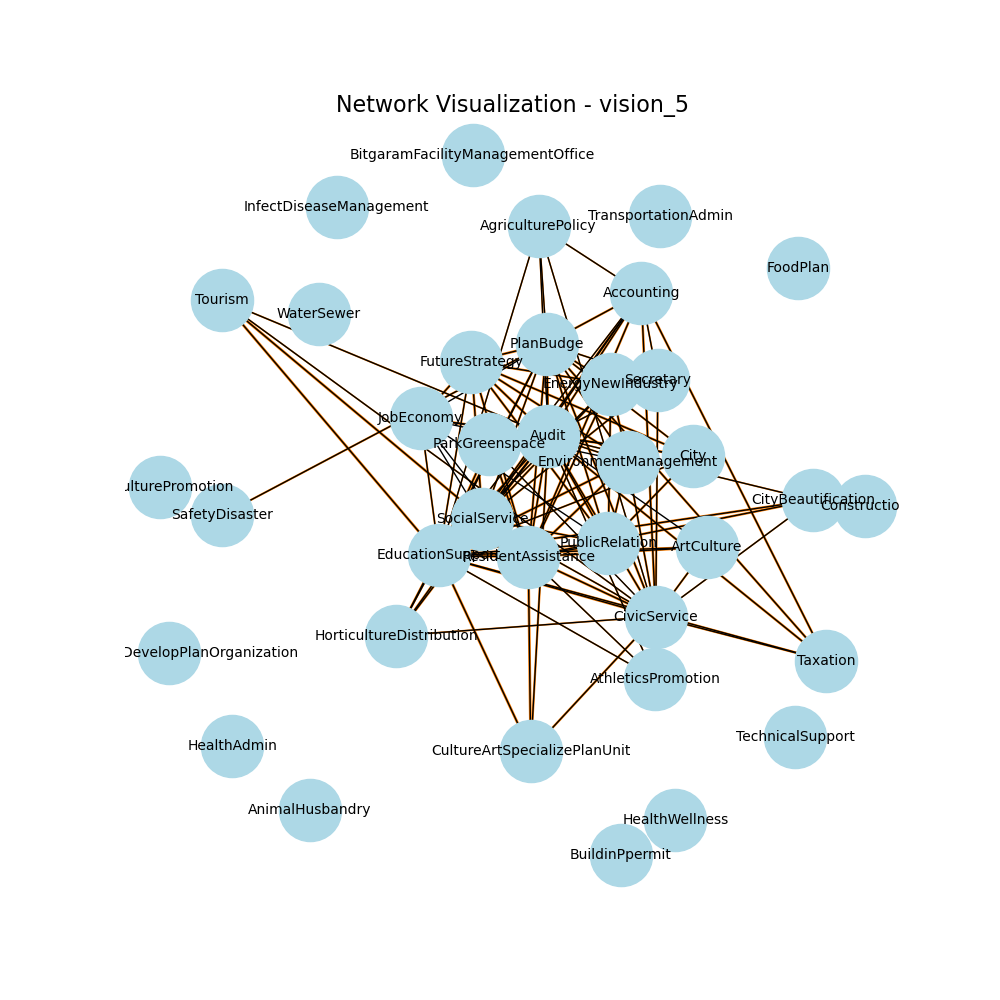 Network Visualization - vision_5
BitgaramFacilityManagementOffice
InfectDiseaseManagement
TransportationAdmin
AgriculturePolicy
FoodPlan
Accounting
Tourism
WaterSewer
PlanBudge
FutureStrategy
EnergyNewIndustry
Secretary
JobEconomy
Audit
ParkGreenspace
City
EnvironmentManagement
ulturePromotion
CityBeautification
Constructio
SafetyDisaster
SocialService
PublicRelation
ArtCulture
EducationSupport
ResidentAssistance
CivicService
HorticultureDistribution
DevelopPlanOrganization
Taxation
AthleticsPromotion
TechnicalSupport
HealthAdmin
CultureArtSpecializePlanUnit
AnimalHusbandry
HealthWellness
BuildinPpermit